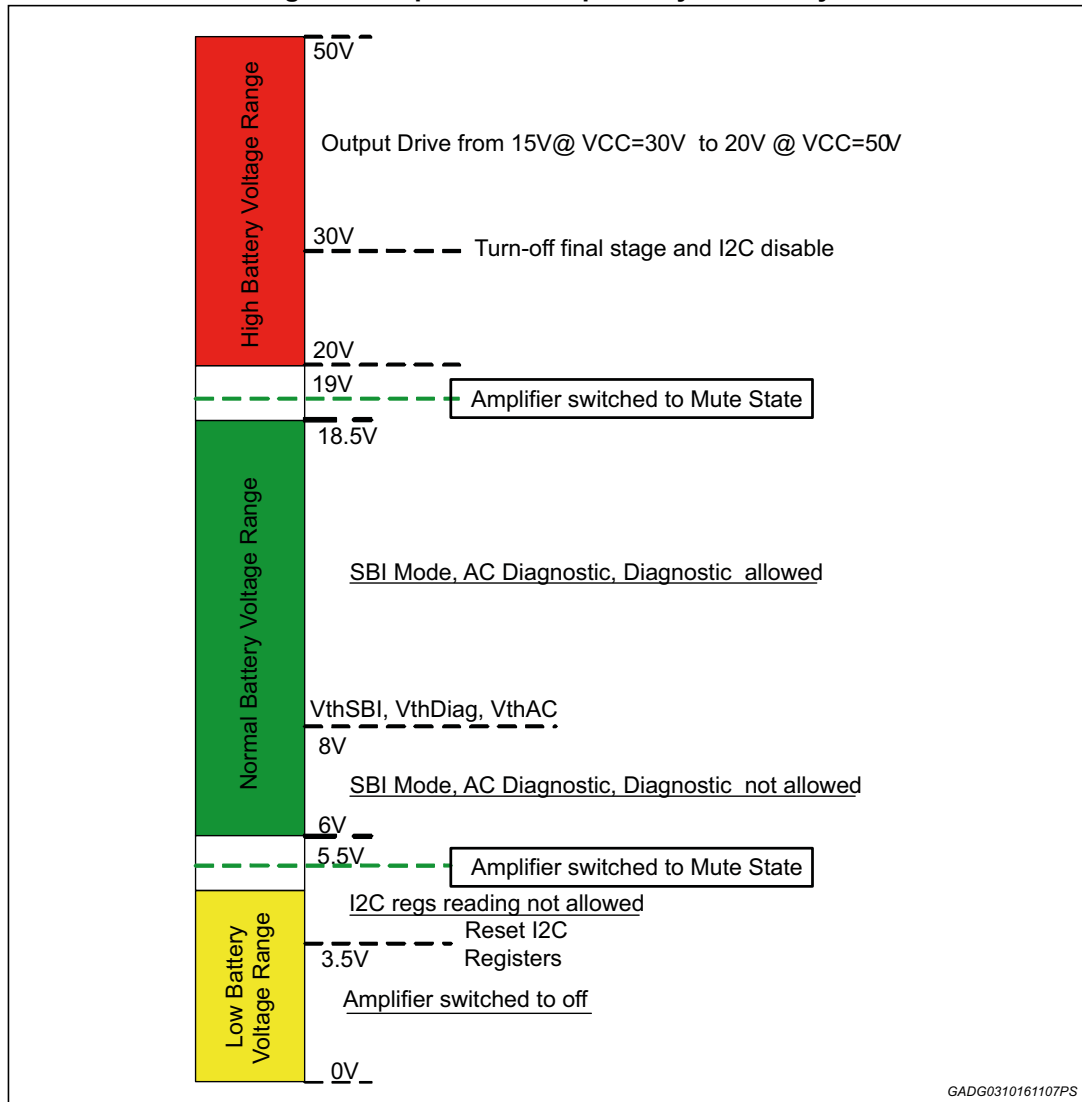 50V
High Battery Voltage Range
Output Drive from 15V@ VCC=30V to 20V @ VCC=50V
30V
Turn-off final stage and I2C disable
20V
19V
Amplifier switched to Mute State
18.5V
Normal Battery Voltage Range
SBI Mode, AC Diagnostic, Diagnostic allowed
VthSBI, VthDiag, VthAC
8V
SBI Mode, AC Diagnostic, Diagnostic not allowed
6V
5.5V
Amplifier switched to Mute State
Low Battery
Voltage Range
I2C regs reading not allowed
Reset I2C
Registers
3.5V
Amplifier switched to off
0V
GADG0310161107PS